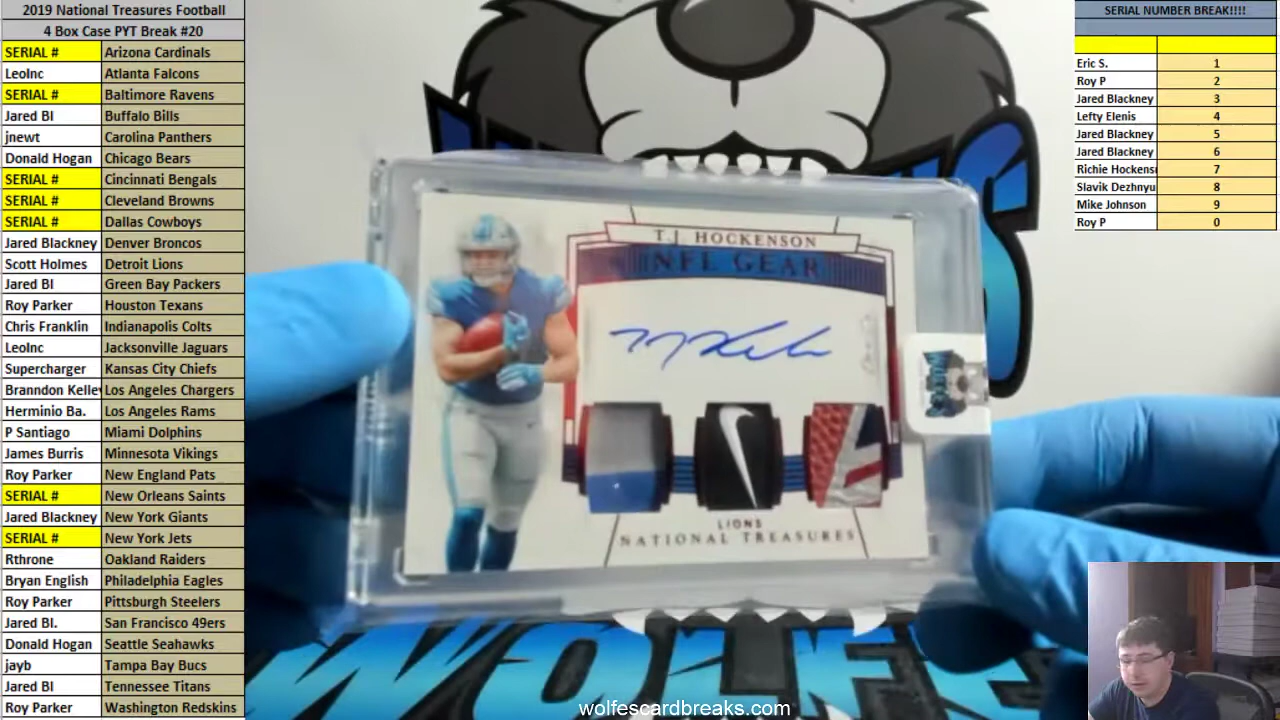 2019 National Treasures Football
4 Box Case PYT Break #20
SERIAL # Arizona Cardinals
LeoInc Atlanta Falcons
SERIAL # Baltimore Ravens
Jared Bl Buffalo Bills
jnewt Carolina Panthers
Donald Hogan Chicago Bears
SERIAL # Cincinnati Bengals
SERIAL # Cleveland Browns
SERIAL # Dallas Cowboys
Jared Blackney Denver Broncos
Scott Holmes Detroit Lions
Jared Bl Green Bay Packers
Roy Parker Houston Texans
Chris Franklin Indianapolis Colts
LeoInc Jacksonville Jaguars
Supercharger Kansas City Chiefs
Branndon Kelley Los Angeles Chargers
Herminio Ba. Los Angeles Rams
P Santiago Miami Dolphins
James Burris Minnesota Vikings
Roy Parker New England Pats
SERIAL # New Orleans Saints
Jared Blackney New York Giants
SERIAL # New York Jets
Rthrone Oakland Raiders
Bryan English Philadelphia Eagles
Roy Parker Pittsburgh Steelers
Jared Bl. San Francisco 49ers
Donald Hogan Seattle Seahawks
jayb Tampa Bay Bucs
Jared Bl Tennessee Titans
Roy Parker Washington Redskins
T.J. HOCKENSON
NFL GEAR
LIONS
NATIONAL TREASURES
WOLFE
wolfescardbreaks.com
SERIAL NUMBER BREAK!!!!
Eric S. 1
Roy P 2
Jared Blackney 3
Lefty Elenis 4
Jared Blackney 5
Jared Blackney 6
Richie Hockens 7
Slavik Dezhnyu 8
Mike Johnson 9
Roy P 0